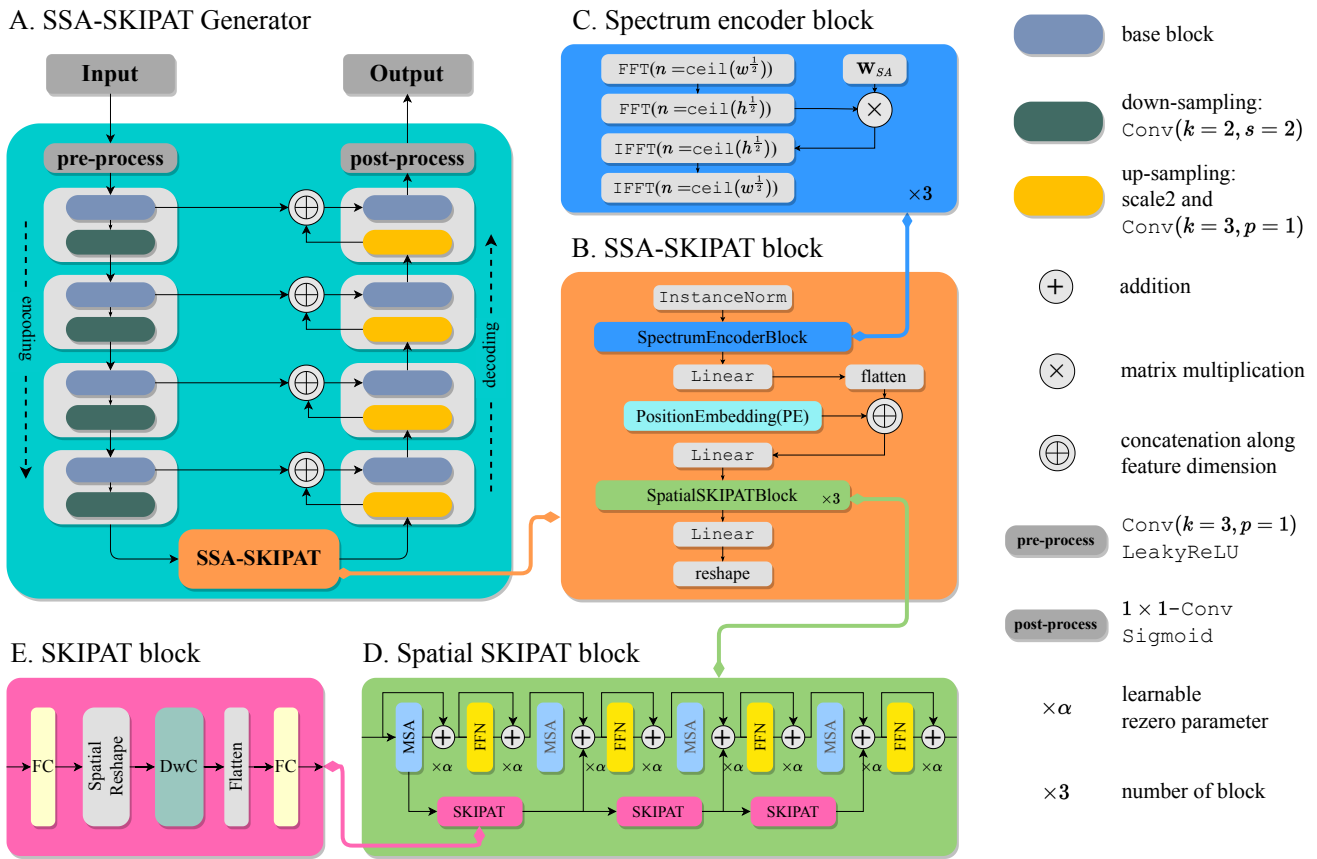 A. SSA-SKIPAT Generator
Input
Output
pre-process
post-process
encoding
decoding
SSA-SKIPAT
C. Spectrum encoder block
FFT(n =ceil(w^{1/2}))
W_{SA}
FFT(n =ceil(h^{1/2}))
×
IFFT(n =ceil(h^{1/2}))
IFFT(n =ceil(w^{1/2}))
×3
B. SSA-SKIPAT block
InstanceNorm
SpectrumEncoderBlock
Linear
flatten
PositionEmbedding(PE)
Linear
SpatialSKIPATBlock
×3
Linear
reshape
E. SKIPAT block
FC
Spatial
Reshape
DwC
Flatten
FC
D. Spatial SKIPAT block
MSA
+
FFN
+
MSA
+
FFN
+
MSA
+
FFN
+
MSA
+
FFN
+
×α
×α
×α
×α
×α
×α
×α
×α
SKIPAT
SKIPAT
SKIPAT
base block
down-sampling:
Conv(k = 2, s = 2)
up-sampling:
scale2 and
Conv(k = 3, p = 1)
+
addition
×
matrix multiplication
concatenation along
feature dimension
pre-process
Conv(k = 3, p = 1)
LeakyReLU
post-process
1 × 1-Conv
Sigmoid
×α
learnable
rezero parameter
×3
number of block